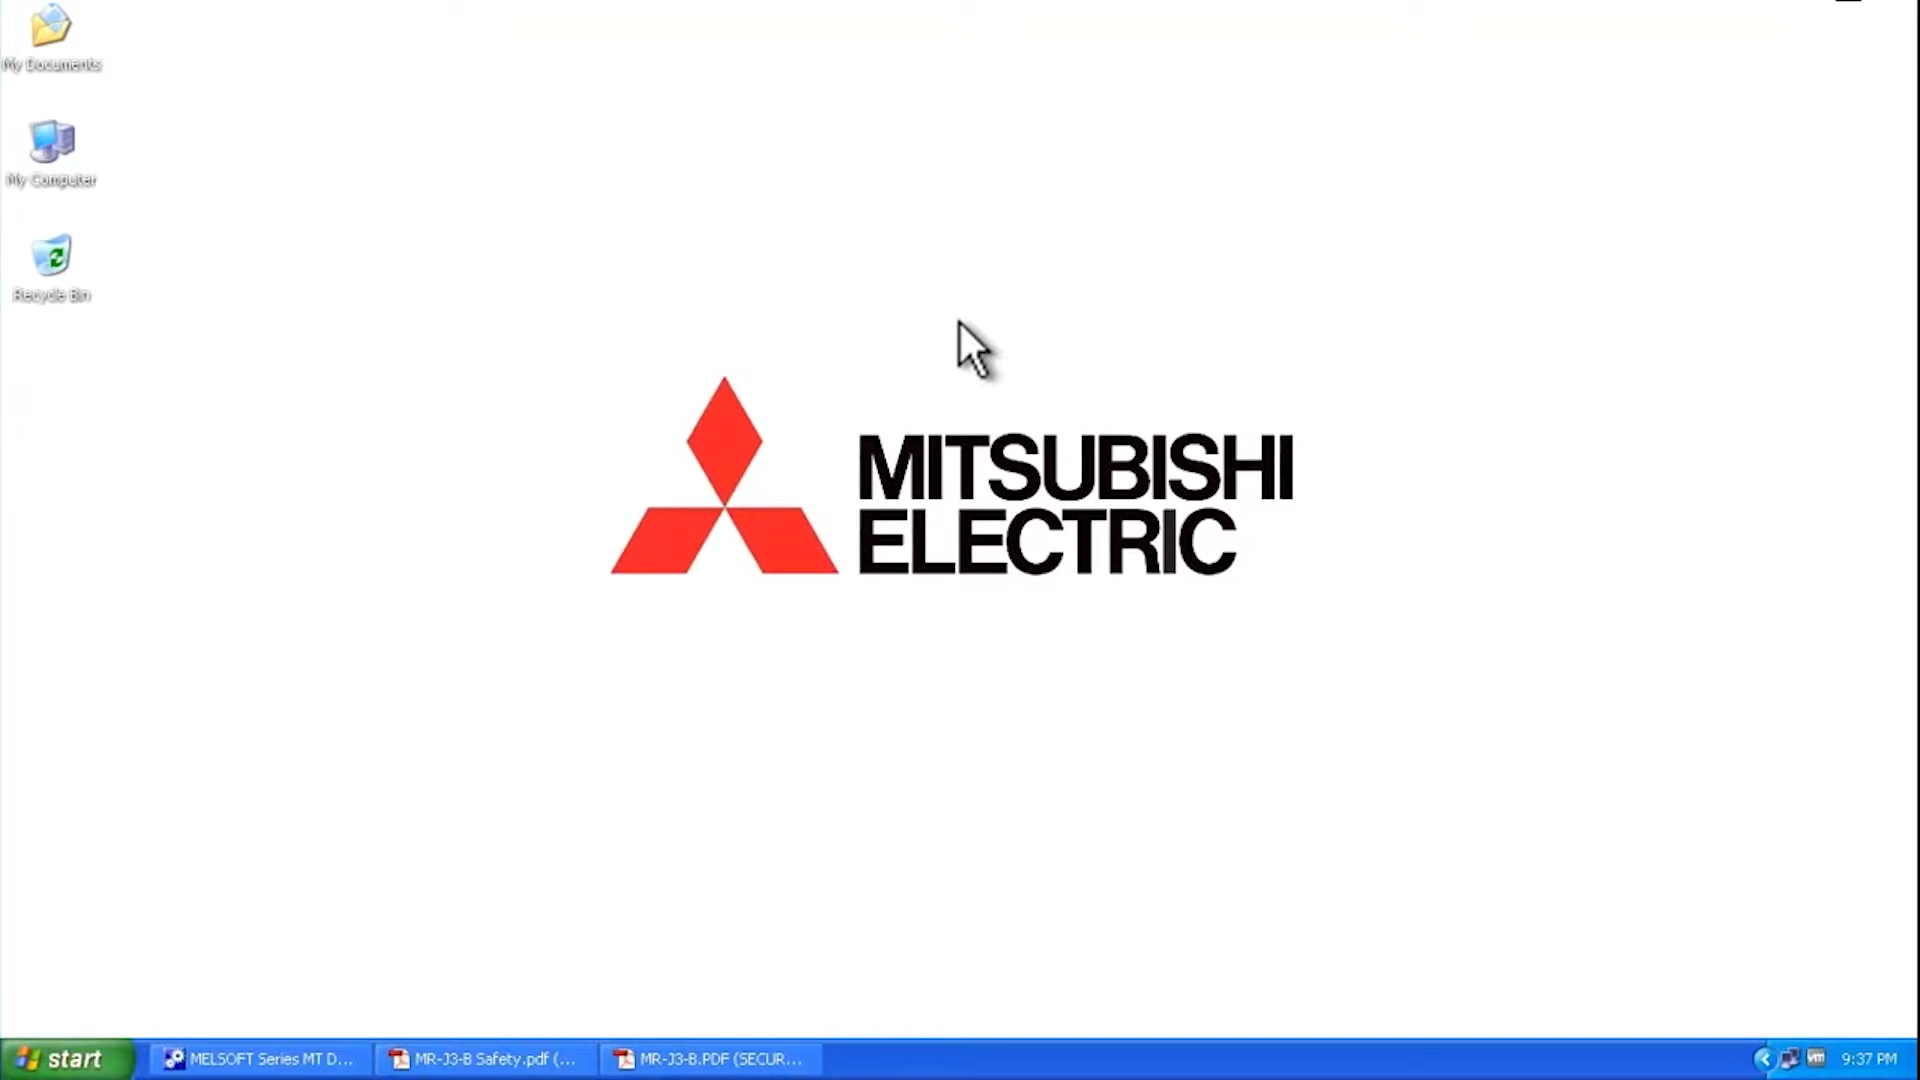 My Documents
My Computer
Recycle Bin
MITSUBISHI
ELECTRIC
start
MELSOFT Series MT D...
MR-J3-B Safety.pdf (...
MR-J3-B.PDF (SECUR...
vm
9:37 PM